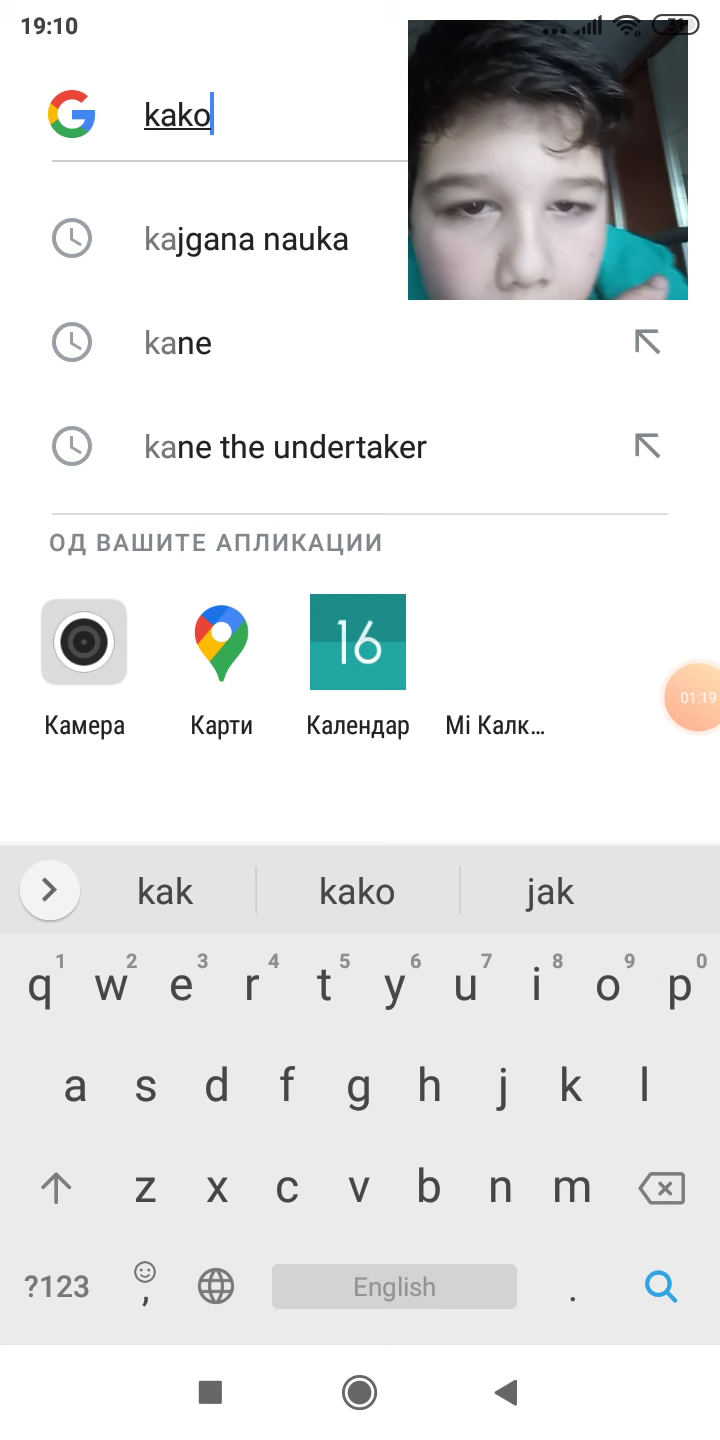 19:10
31
kako
kajgana nauka
kane
kane the undertaker
ОД ВАШИТЕ АПЛИКАЦИИ
16
Камера Карти Календар Mi Калк...
01:19
kak kako jak
1 2 3 4 5 6 7 8 9 0
q w e r t y u i o p
a s d f g h j k l
z x c v b n m
?123 , English .